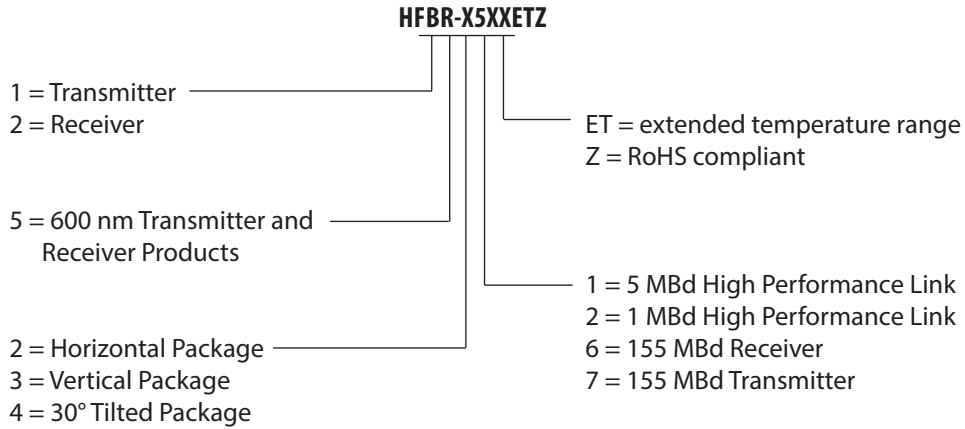 HFBR-X5XXETZ
1 = Transmitter
2 = Receiver
ET = extended temperature range
Z = RoHS compliant
5 = 600 nm Transmitter and
Receiver Products
1 = 5 MBd High Performance Link
2 = 1 MBd High Performance Link
6 = 155 MBd Receiver
7 = 155 MBd Transmitter
2 = Horizontal Package
3 = Vertical Package
4 = 30° Tilted Package